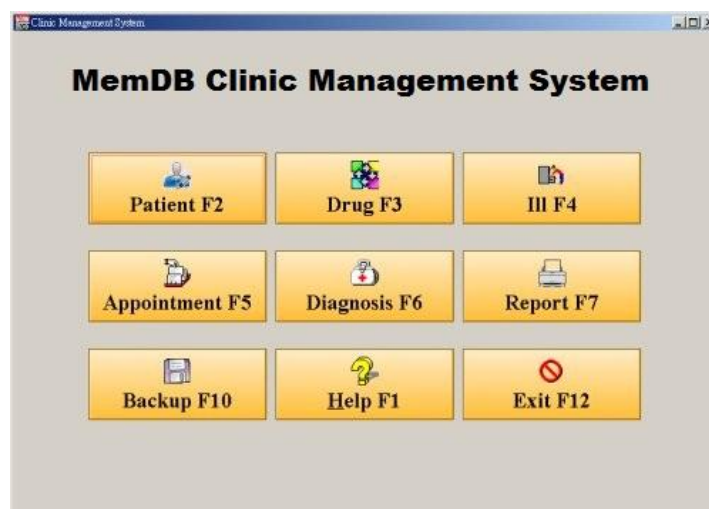 Clinic Management System
MemDB Clinic Management System
Patient F2
Drug F3
Ill F4
Appointment F5
Diagnosis F6
Report F7
Backup F10
Help F1
Exit F12